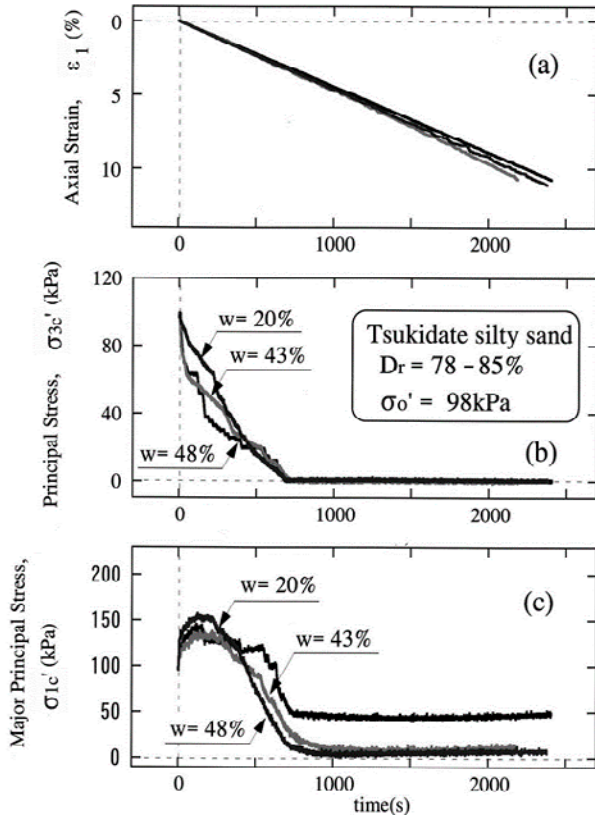 Axial Strain, ε1 (%)
0
5
10
(a)
0
1000
2000
Principal Stress, σ3c' (kPa)
120
80
40
0
w= 20%
w= 43%
w= 48%
Tsukidate silty sand
Dr = 78 – 85%
σo' = 98kPa
(b)
0
1000
2000
Major Principal Stress,
σ1c' (kPa)
200
150
100
50
0
w= 20%
w= 43%
w= 48%
(c)
0
1000
2000
time(s)